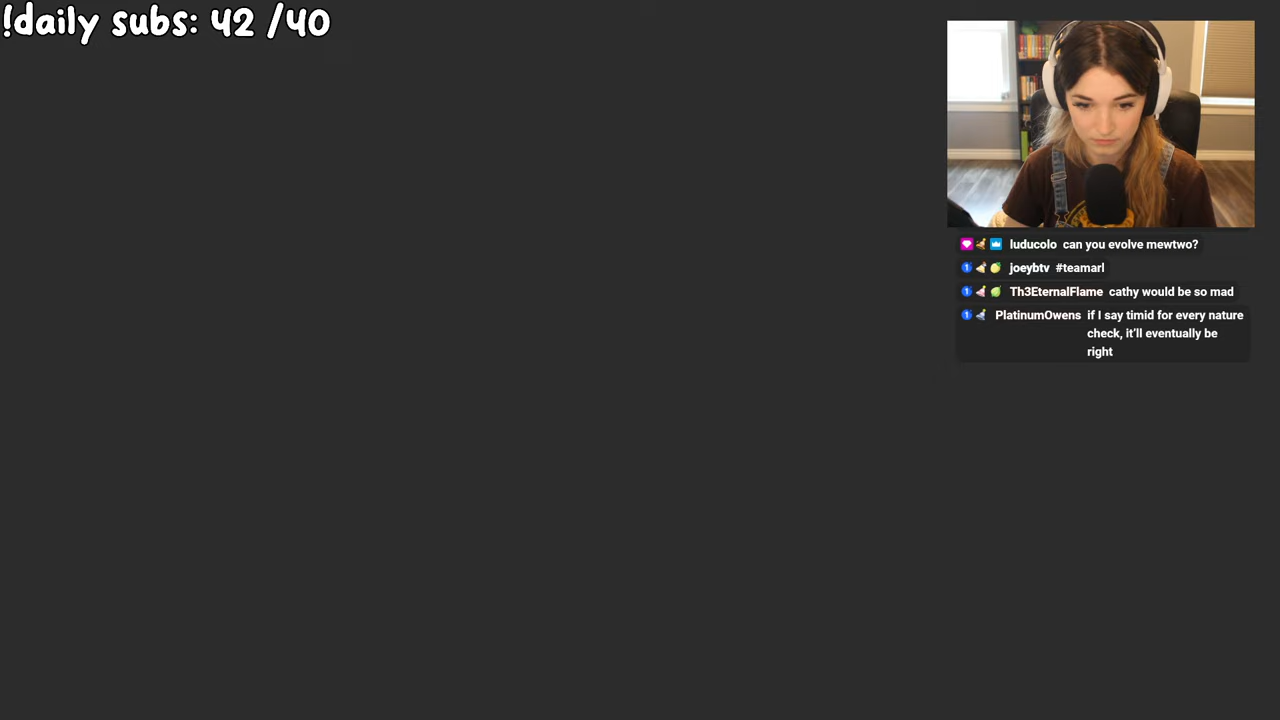 !daily subs: 42 /40
luducolo can you evolve mewtwo?
joeybtv #teamarl
Th3EternalFlame cathy would be so mad
PlatinumOwens if I say timid for every nature
check, it'll eventually be
right